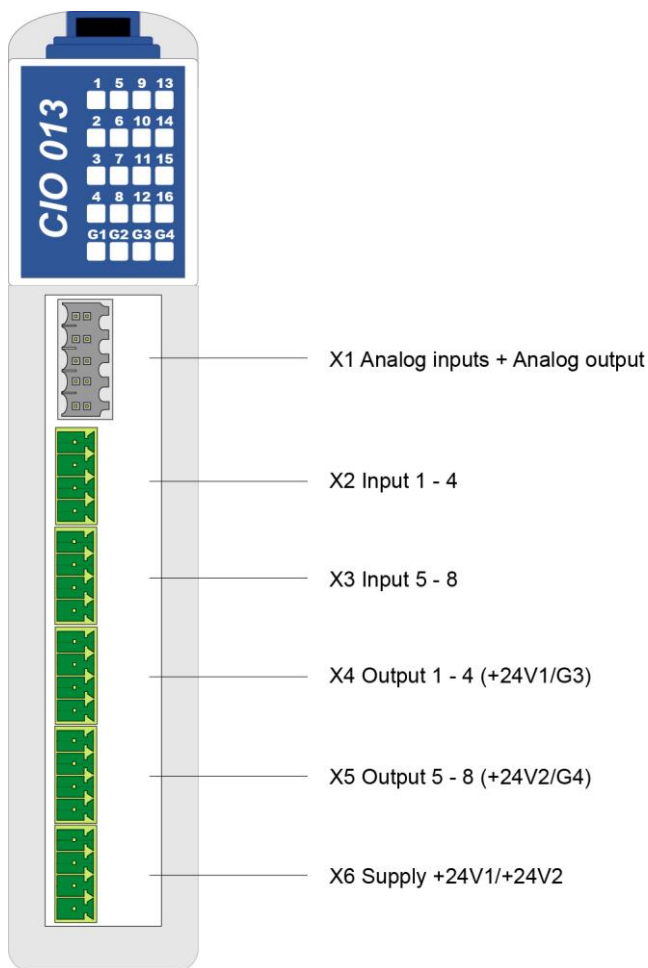 CIO 013
1 5 9 13
2 6 10 14
3 7 11 15
4 8 12 16
G1 G2 G3 G4
X1 Analog inputs + Analog output
X2 Input 1 - 4
X3 Input 5 - 8
X4 Output 1 - 4 (+24V1/G3)
X5 Output 5 - 8 (+24V2/G4)
X6 Supply +24V1/+24V2